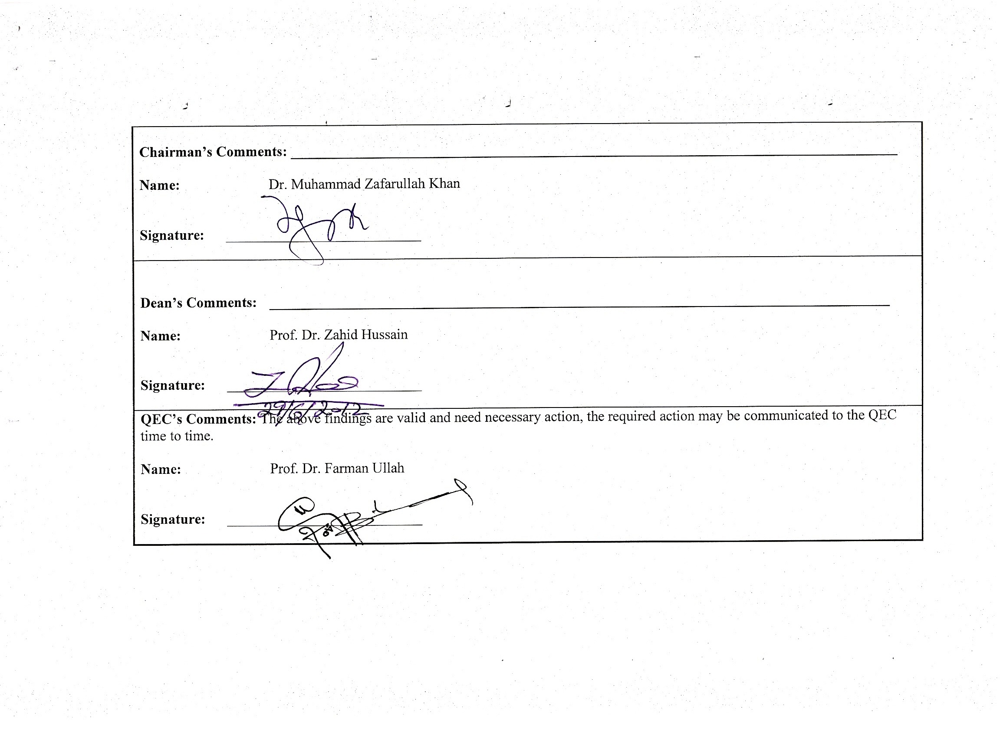 Chairman's Comments:
Name: Dr. Muhammad Zafarullah Khan
Signature:
Dean's Comments:
Name: Prof. Dr. Zahid Hussain
Signature:
29/6/2012
QEC's Comments: The above findings are valid and need necessary action, the required action may be communicated to the QEC
time to time.
Name: Prof. Dr. Farman Ullah
Signature: